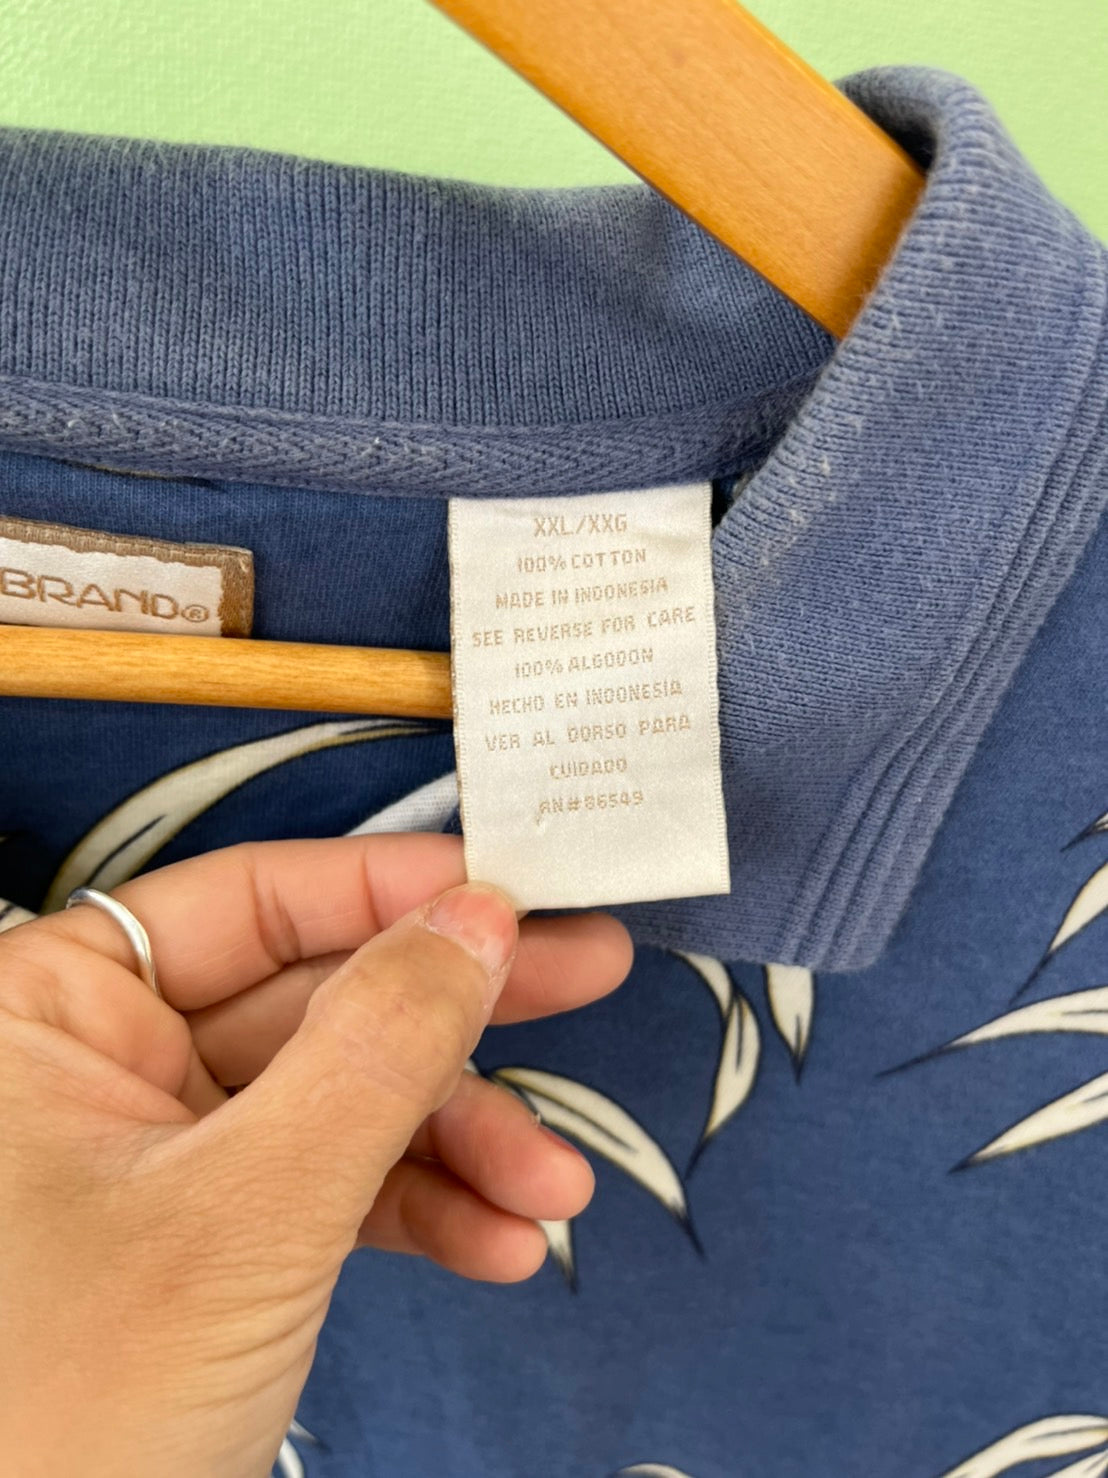 BRAND®
XXL/XXG
100% COTTON
MADE IN INDONESIA
SEE REVERSE FOR CARE
100% ALGODON
HECHO EN INDONESIA
VER AL DORSO PARA
CUIDADO
RN#86549